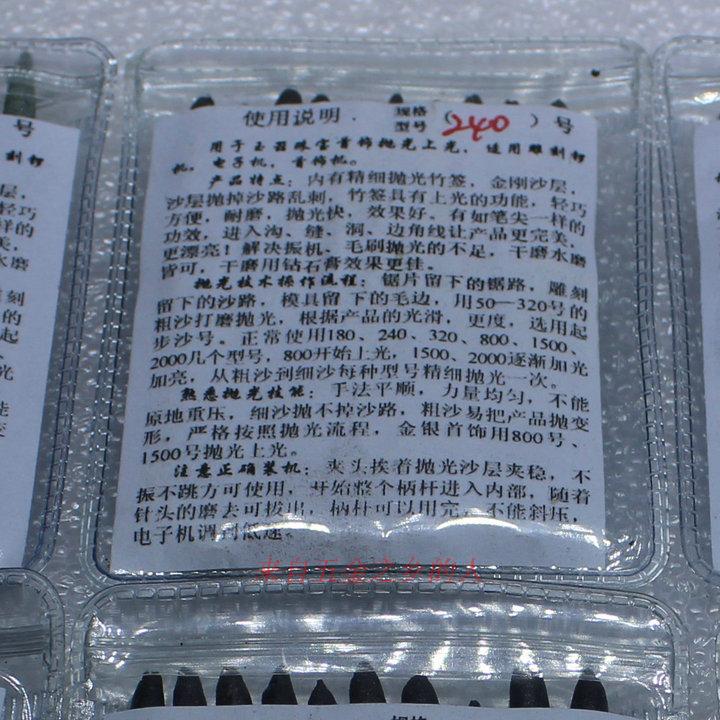 使用说明
规格
型号
( 240 ) 号
用于玉器珠宝首饰抛光上光，适用雕刻打
机，电子机，首饰机。
产品特点：内有精细抛光竹签，金刚沙层，
沙层抛掉沙路乱刺，竹签具有上光的功能，轻巧
方便，耐磨，抛光快，效果好，有如笔尖一样的
功效，进入沟、缝、洞、边角线让产品更完美，
更漂亮！解决振机、毛刷抛光的不足，干磨水磨
皆可，干磨用钻石膏效果更佳。
抛光技术操作流程：锯片留下的锯路，雕刻
留下的沙路，模具留下的毛边，用50—320号的
粗沙打磨抛光，根据产品的光滑，更度，选用起
步沙号。正常使用180、240、320、800、1500、
2000几个型号，800开始上光，1500、2000逐渐加光
加亮，从粗沙到细沙每种型号精细抛光一次。
熟悉抛光技能：手法平顺，力量均匀，不能
原地重压，细沙抛不掉沙路，粗沙易把产品抛变
形，严格按照抛光流程，金银首饰用800号、
1500号抛光上光。
注意正确装机：夹头挨着抛光沙层夹稳，不
振不跳方可使用，开始整个柄杆进入内部，随着
针头的磨去可拔出，柄杆可以用完，不能斜压，
电子机调到低速。
来自五金之乡的人